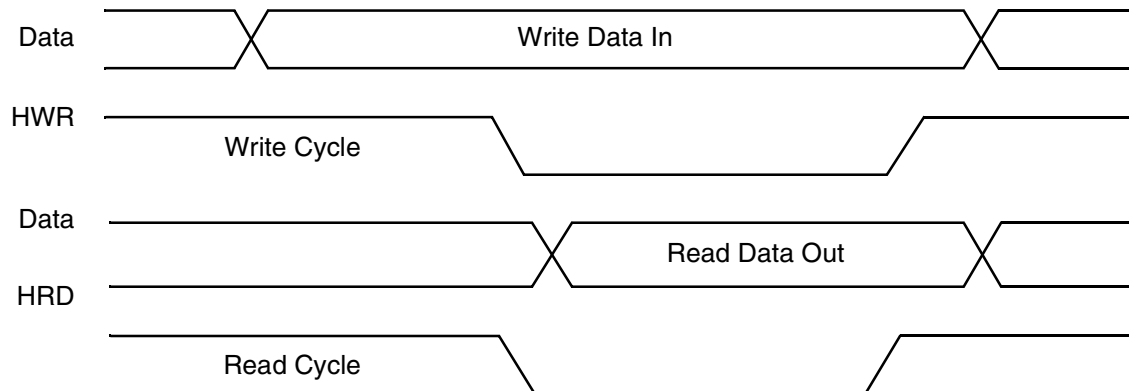 Data
Write Data In
HWR
Write Cycle
Data
Read Data Out
HRD
Read Cycle